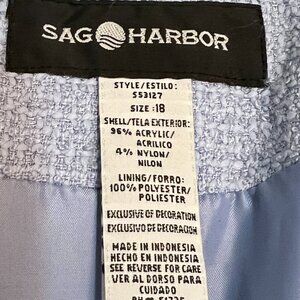 SAG HARBOR
STYLE/ESTILO:
553127
SIZE: 18
SHELL/TELA EXTERIOR:
96% ACRYLIC/
ACRILICO
4% NYLON/
NILON
LINING/FORRO:
100% POLYESTER/
POLIESTER
EXCLUSIVE OF DECORATION
EXCLUSIVO DE DECORACION
MADE IN INDONESIA
HECHO EN INDONESIA
SEE REVERSE FOR CARE
VER AL DORSO PARA
CUIDADO